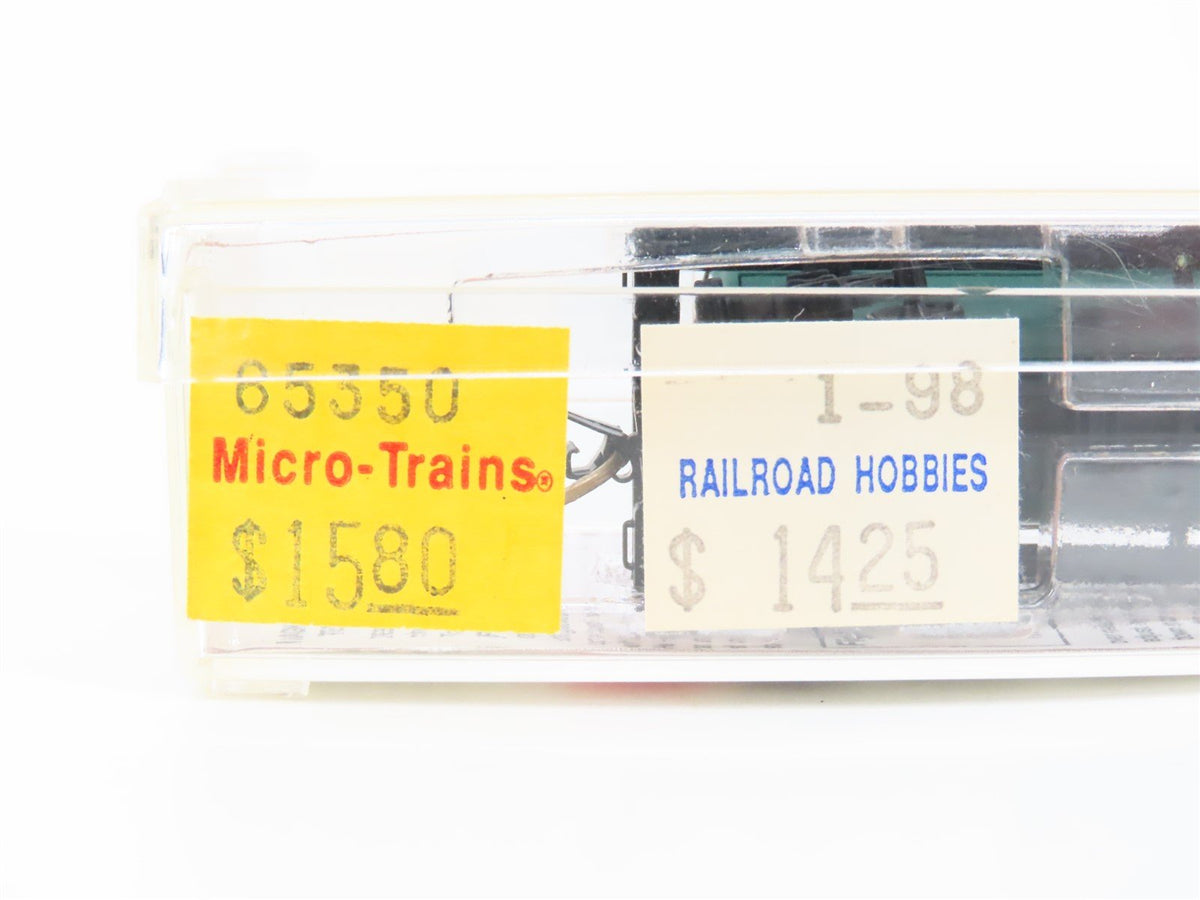 65350
Micro-Trains®
$1580
1-98
RAILROAD HOBBIES
$ 1425